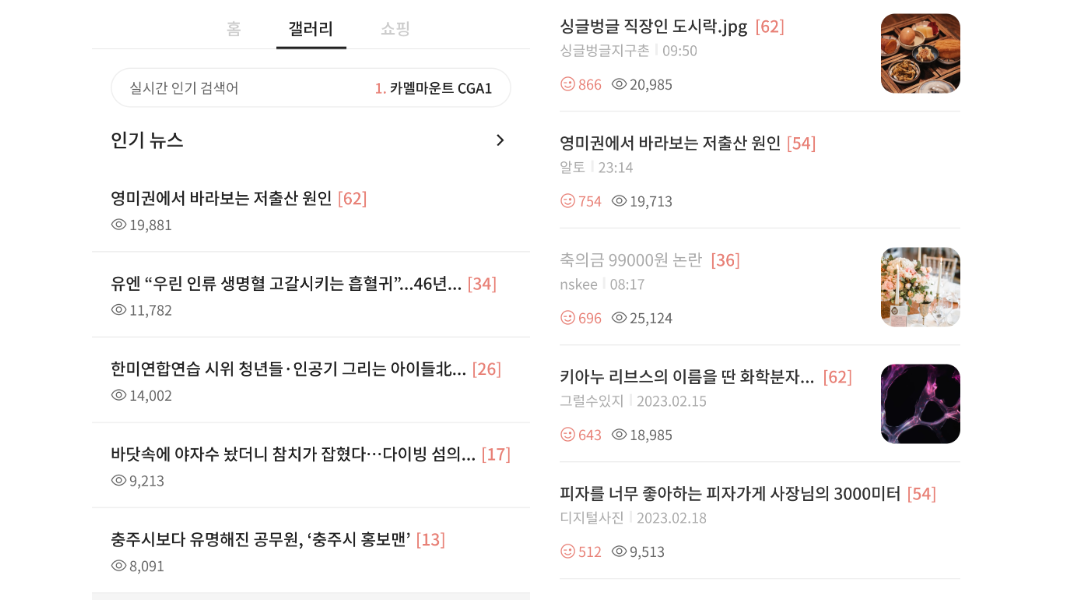 홈 갤러리 쇼핑
실시간 인기 검색어 1. 카멜마운트 CGA1
인기 뉴스
영미권에서 바라보는 저출산 원인 [62]
19,881
유엔 “우린 인류 생명혈 고갈시키는 흡혈귀”...46년... [34]
11,782
한미연합연습 시위 청년들·인공기 그리는 아이들北... [26]
14,002
바닷속에 야자수 놨더니 참치가 잡혔다…다이빙 섬의... [17]
9,213
충주시보다 유명해진 공무원, ‘충주시 홍보맨’ [13]
8,091
싱글벙글 직장인 도시락.jpg [62]
싱글벙글지구촌 09:50
866 20,985
영미권에서 바라보는 저출산 원인 [54]
알토 23:14
754 19,713
축의금 99000원 논란 [36]
nskee 08:17
696 25,124
키아누 리브스의 이름을 딴 화학분자... [62]
그럴수있지 2023.02.15
643 18,985
피자를 너무 좋아하는 피자가게 사장님의 3000미터 [54]
디지털사진 2023.02.18
512 9,513